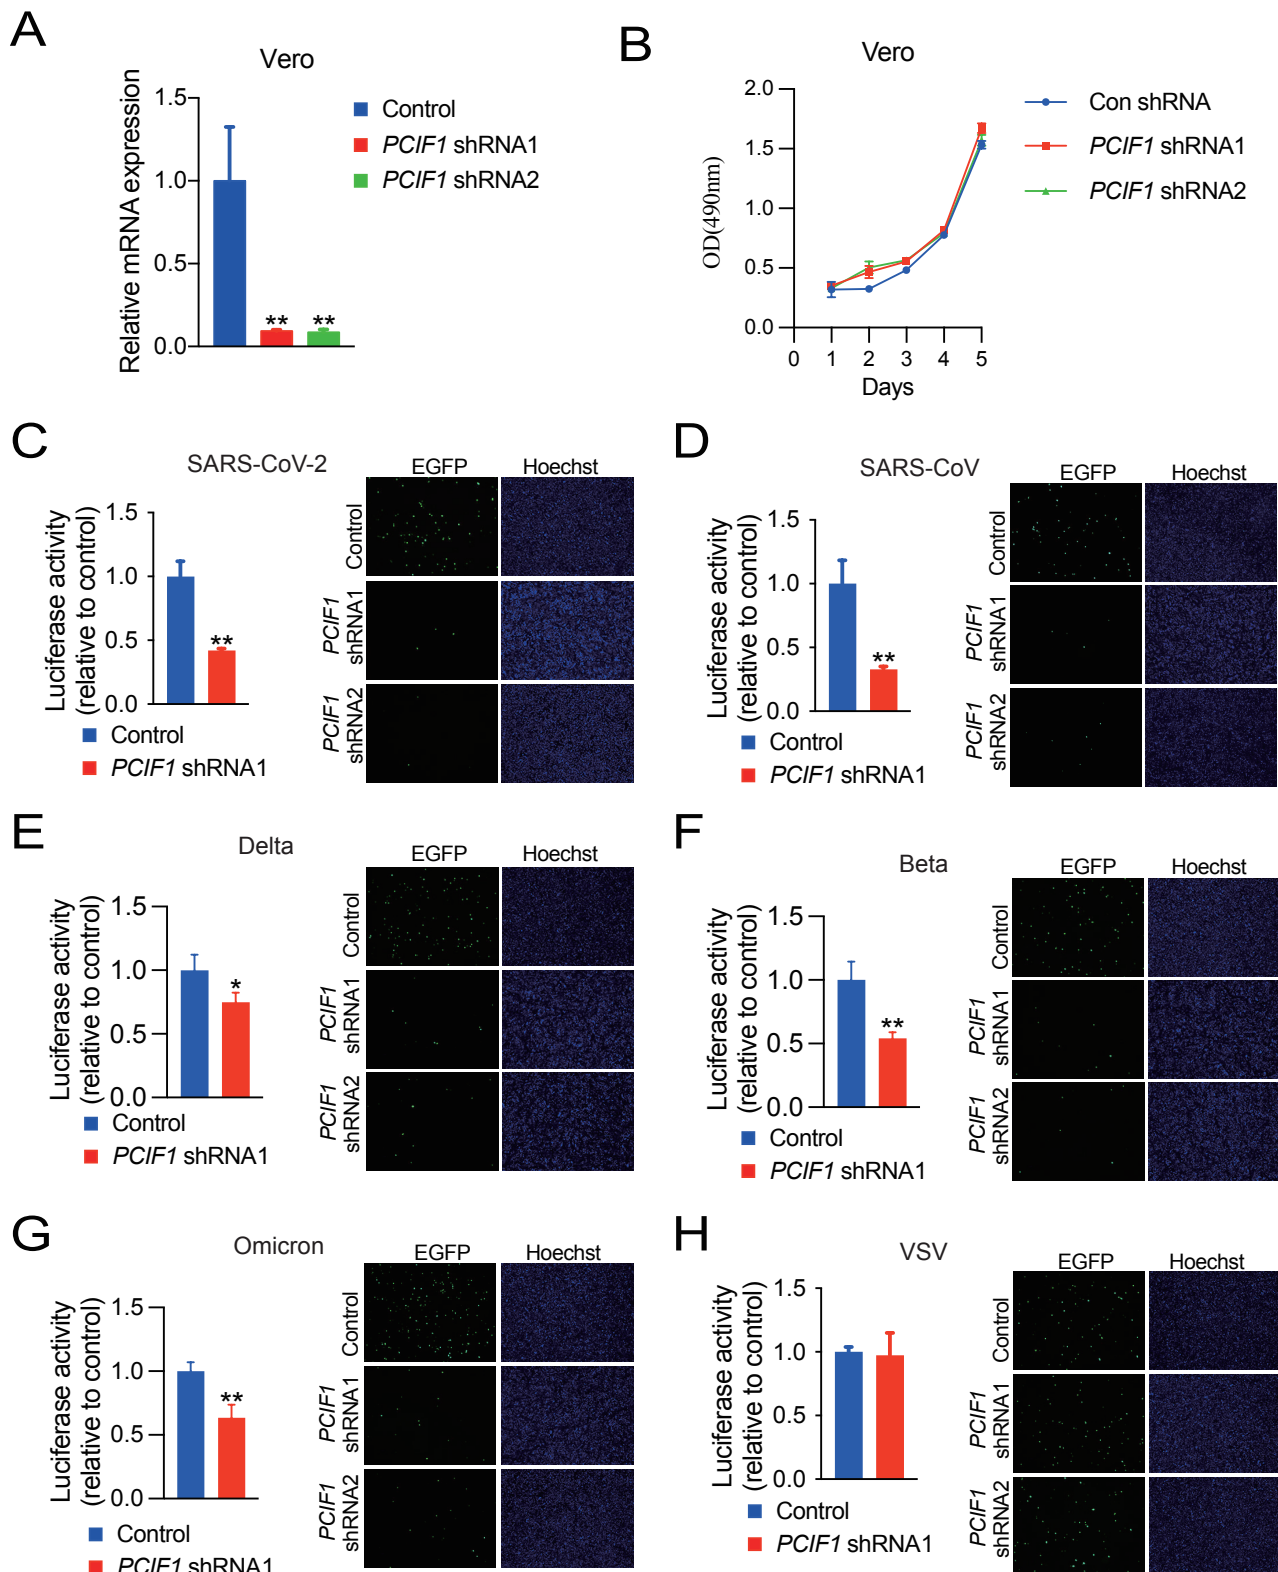 A
Vero
Relative mRNA expression
1.5
1.0
0.5
0.0
** **
Control
PCIF1 shRNA1
PCIF1 shRNA2
B
Vero
OD(490nm)
2.0
1.5
1.0
0.5
0.0
0 1 2 3 4 5
Days
Con shRNA
PCIF1 shRNA1
PCIF1 shRNA2
C
SARS-CoV-2
Luciferase activity
(relative to control)
1.5
1.0
0.5
0.0
**
Control
PCIF1 shRNA1
EGFP Hoechst
Control
PCIF1
shRNA1
PCIF1
shRNA2
D
SARS-CoV
Luciferase activity
(relative to control)
1.5
1.0
0.5
0.0
**
Control
PCIF1 shRNA1
EGFP Hoechst
Control
PCIF1
shRNA1
PCIF1
shRNA2
E
Delta
Luciferase activity
(relative to control)
1.5
1.0
0.5
0.0
*
Control
PCIF1 shRNA1
EGFP Hoechst
Control
PCIF1
shRNA1
PCIF1
shRNA2
F
Beta
Luciferase activity
(relative to control)
1.5
1.0
0.5
0.0
**
Control
PCIF1 shRNA1
EGFP Hoechst
Control
PCIF1
shRNA1
PCIF1
shRNA2
G
Omicron
Luciferase activity
(relative to control)
1.5
1.0
0.5
0.0
**
Control
PCIF1 shRNA1
EGFP Hoechst
Control
PCIF1
shRNA1
PCIF1
shRNA2
H
VSV
Luciferase activity
(relative to control)
1.5
1.0
0.5
0.0
Control
PCIF1 shRNA1
EGFP Hoechst
Control
PCIF1
shRNA1
PCIF1
shRNA2